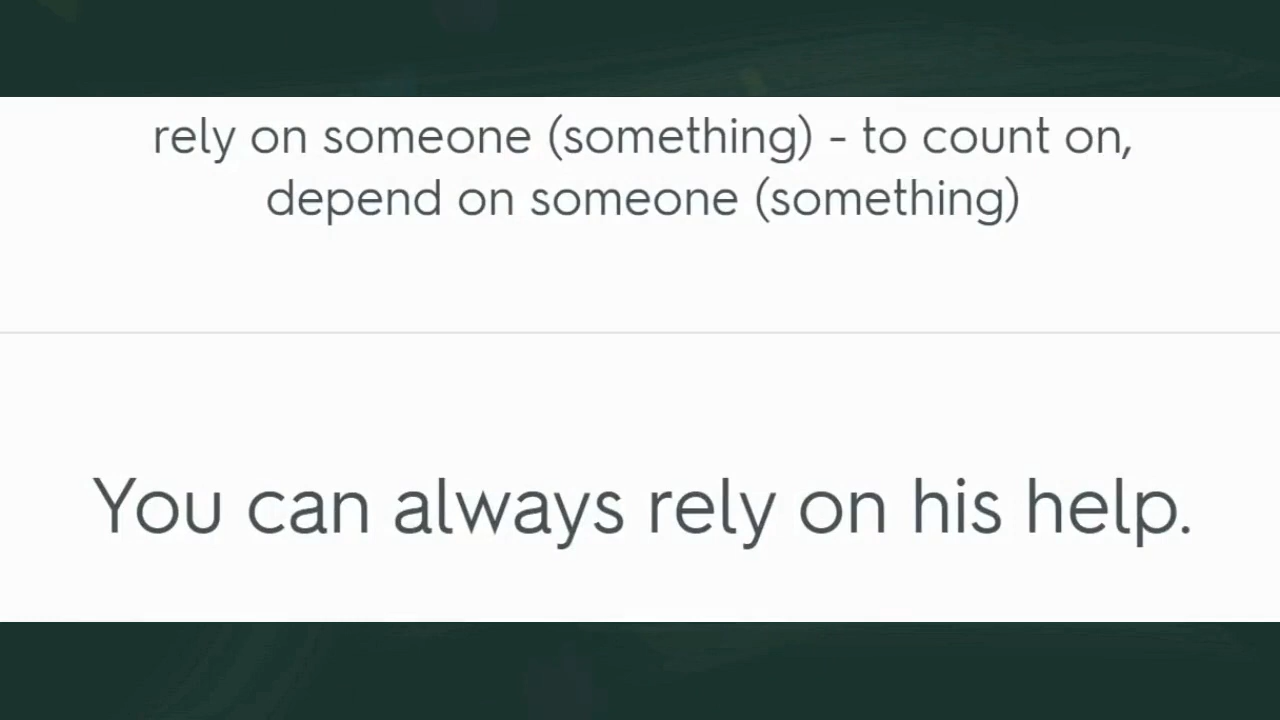 rely on someone (something) - to count on,
depend on someone (something)
You can always rely on his help.